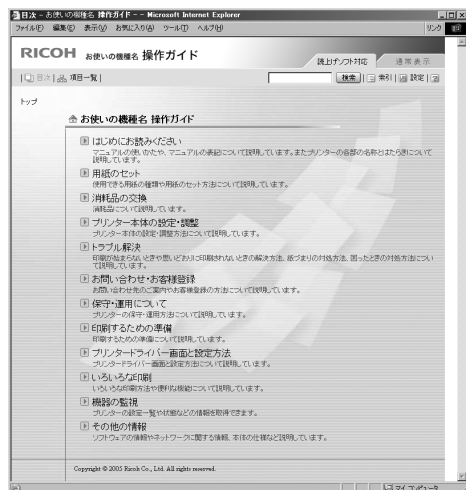 目次 - お使いの機種名 操作ガイド - - Microsoft Internet Explorer
ファイル(F) 編集(E) 表示(V) お気に入り(A) ツール(T) ヘルプ(H) リンク
RICOH お使いの機種名 操作ガイド
読上げソフト対応 通常表示
目次 項目一覧 検索 索引 設定
トップ
お使いの機種名 操作ガイド
はじめにお読みください
マニュアルの使いかたや、マニュアルの表記について説明しています。またプリンターの各部の名称とはたらきについて
説明しています。
用紙のセット
使用できる用紙の種類や用紙のセット方法について説明しています。
消耗品の交換
消耗品について説明しています。
プリンター本体の設定・調整
プリンター本体の設定・調整方法について説明しています。
トラブル解決
印刷が始まらないときや思いどおりに印刷されないときの解決方法、紙づまりの対処方法、困ったときの対処方法につい
て説明しています。
お問い合わせ・お客様登録
お問い合わせ先のご案内やお客様登録の方法について説明しています。
保守・運用について
プリンターの保守・運用方法について説明しています。
印刷するための準備
印刷するための準備について説明しています。
プリンタードライバー画面と設定方法
プリンタードライバー画面と設定方法について説明しています。
いろいろな印刷
いろいろな印刷方法や便利な機能について説明しています。
機器の監視
プリンターの設定一覧や状態などの情報を取得できます。
その他の情報
ソフトウェアの情報やネットワークに関する情報、本体の仕様など説明しています。
Copyright © 2005 Ricoh Co., Ltd. All rights reserved.
マイ コンピュータ